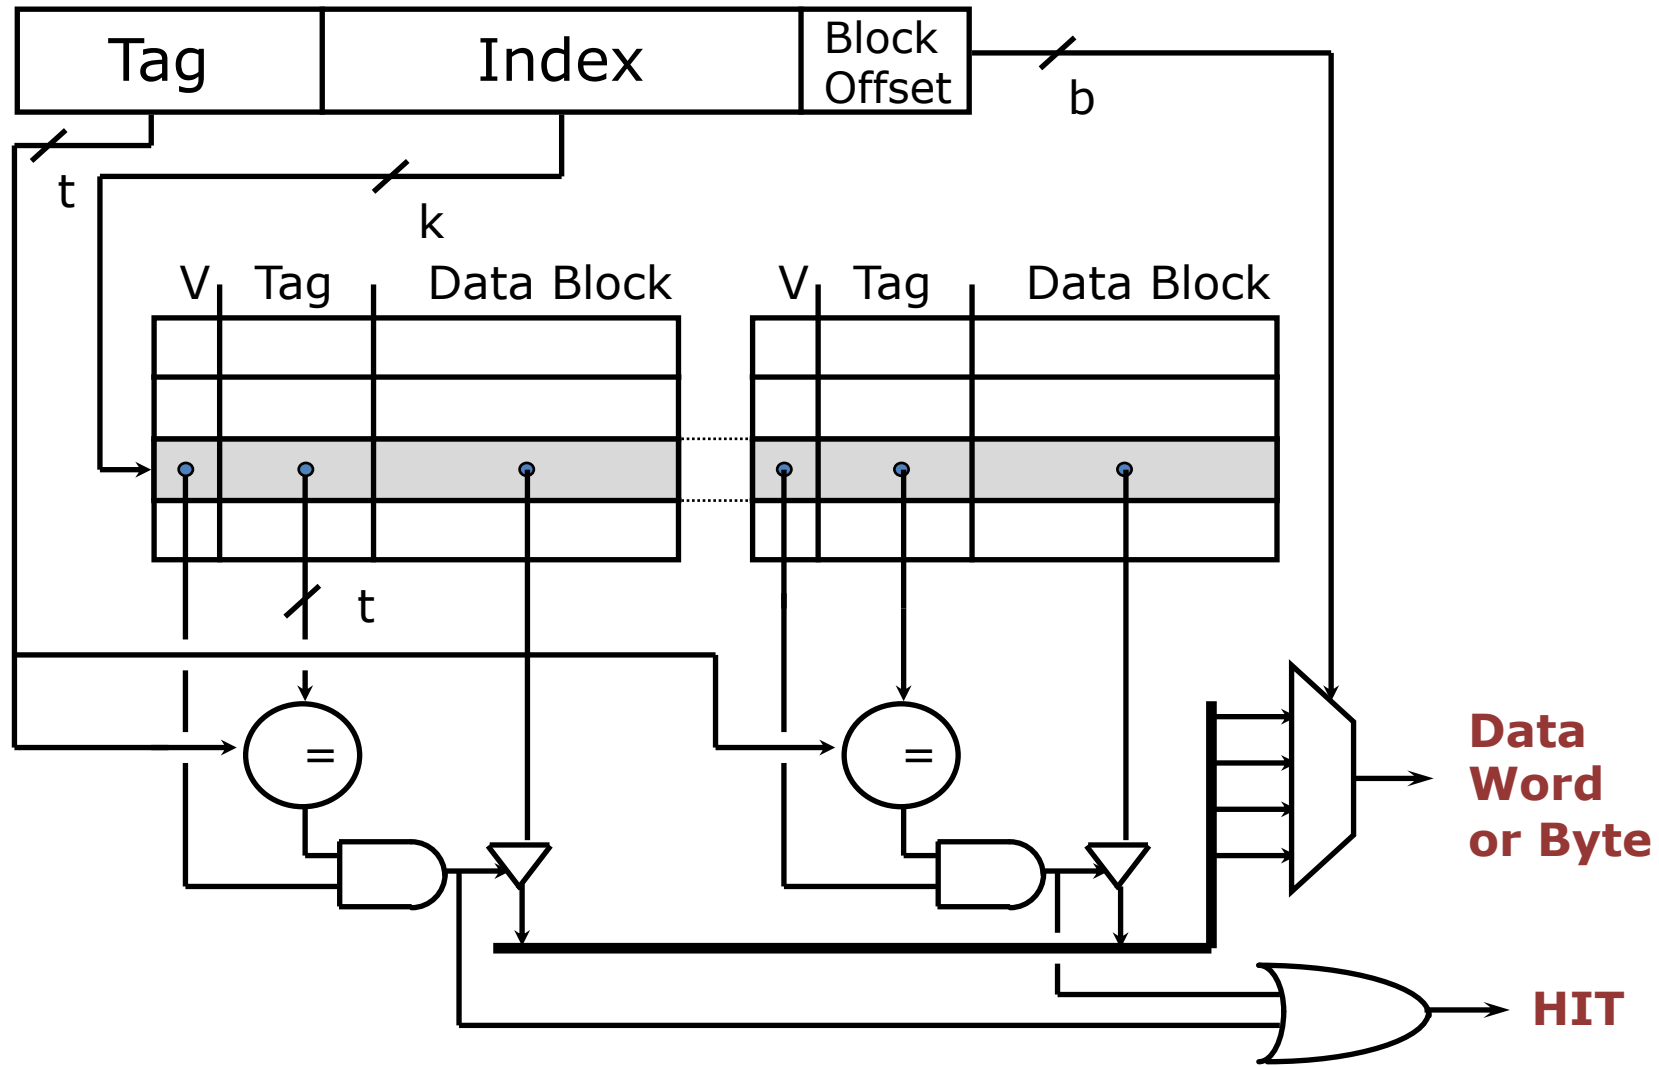 Tag
Index
Block
Offset
b
t
k
V
Tag
Data Block
V
Tag
Data Block
t
=
=
Data
Word
or Byte
HIT